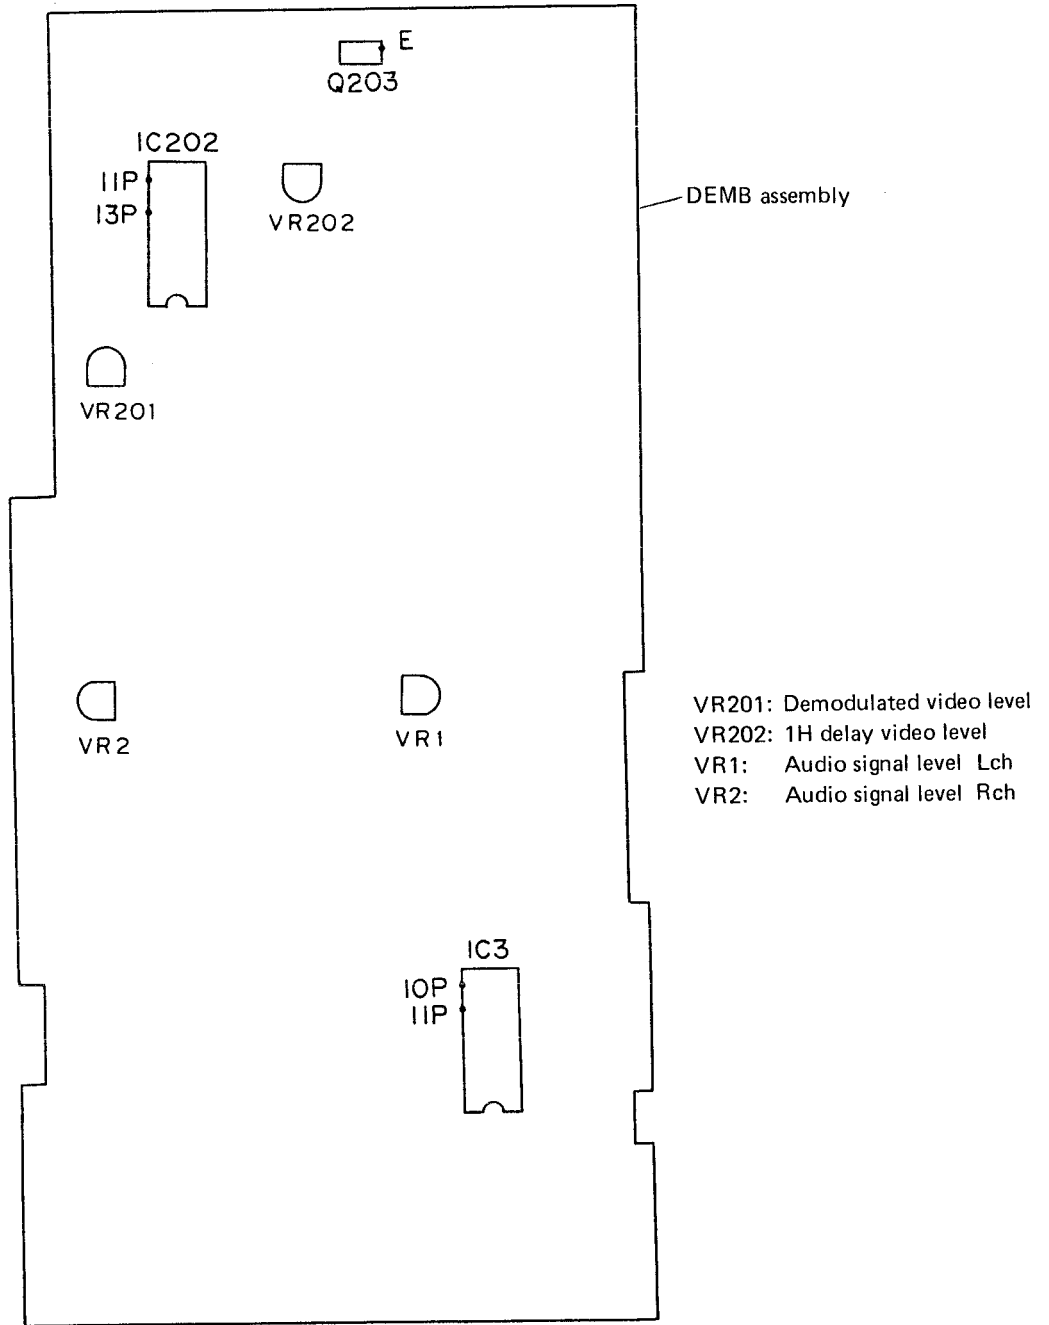 E
Q203
IC202
11P
13P
VR202
DEMB assembly
VR201
VR2
VR1
VR201: Demodulated video level
VR202: 1H delay video level
VR1: Audio signal level Lch
VR2: Audio signal level Rch
IC3
10P
11P